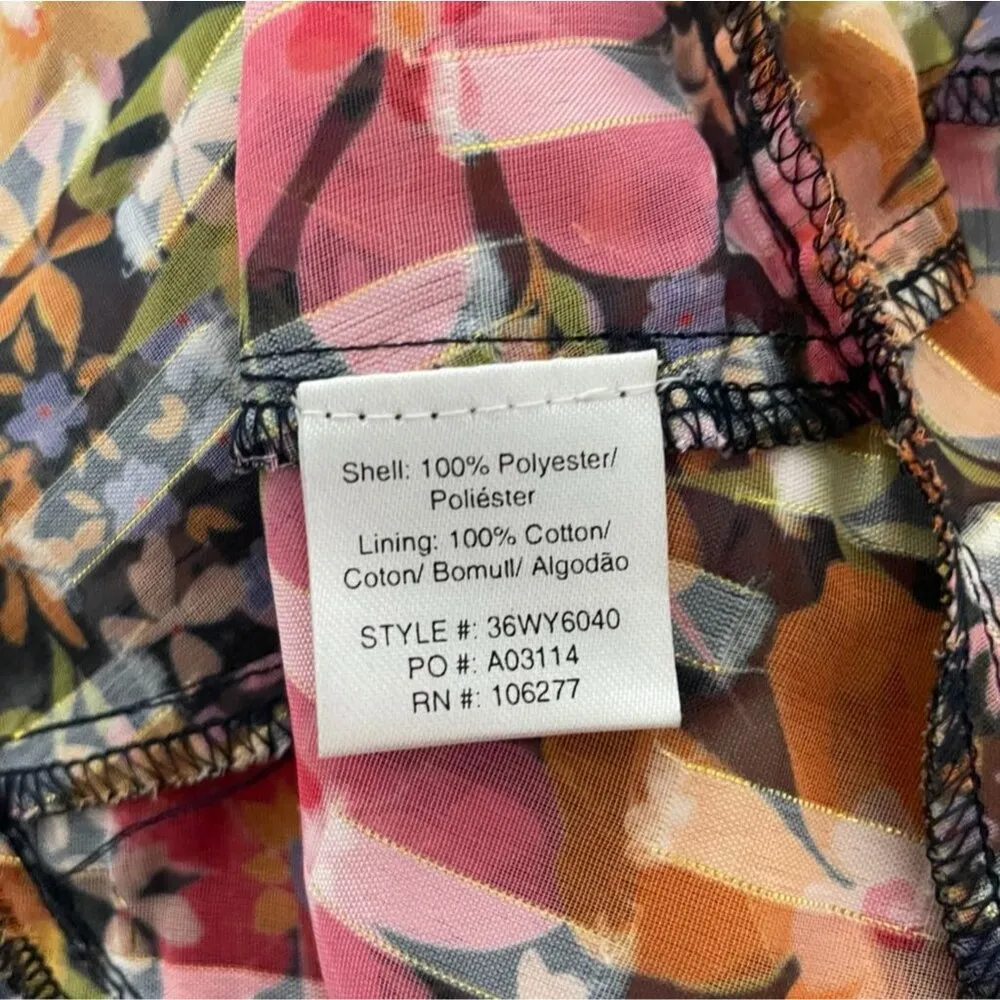 Shell: 100% Polyester/
Poliéster
Lining: 100% Cotton/
Coton/ Bomull/ Algodão
STYLE #: 36WY6040
PO #: A03114
RN #: 106277